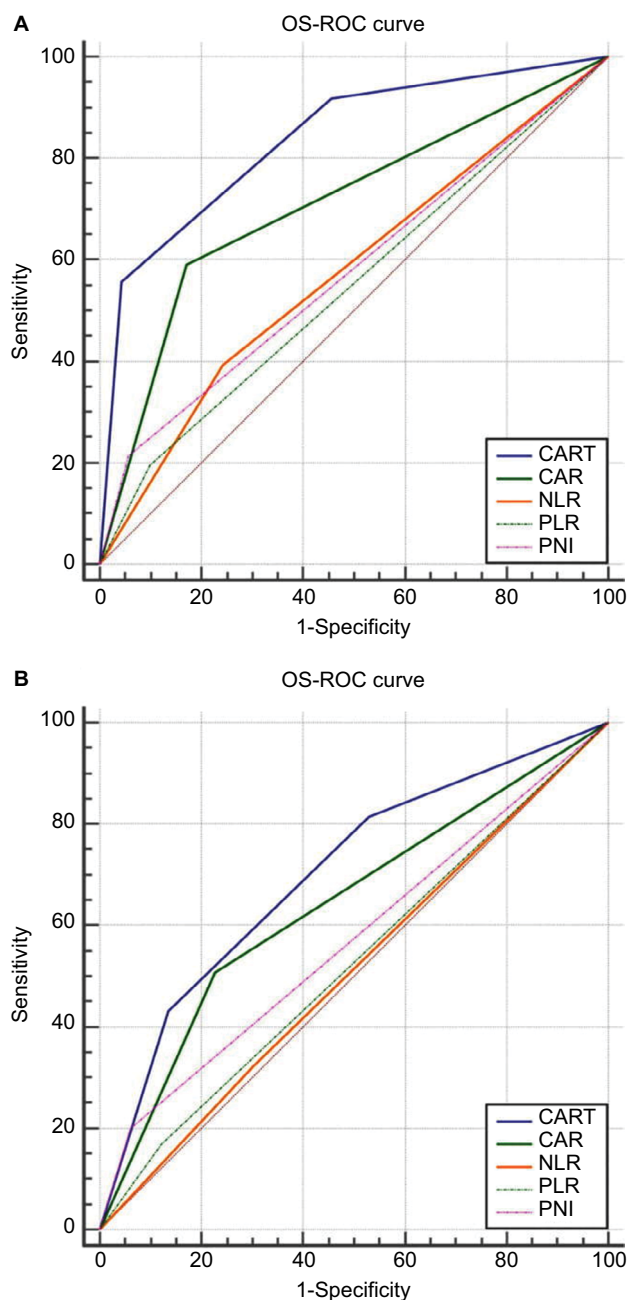 A
OS-ROC curve
100
80
60
40
20
0
Sensitivity
CART
CAR
NLR
PLR
PNI
0 20 40 60 80 100
1-Specificity
B
OS-ROC curve
100
80
60
40
20
0
Sensitivity
CART
CAR
NLR
PLR
PNI
0 20 40 60 80 100
1-Specificity